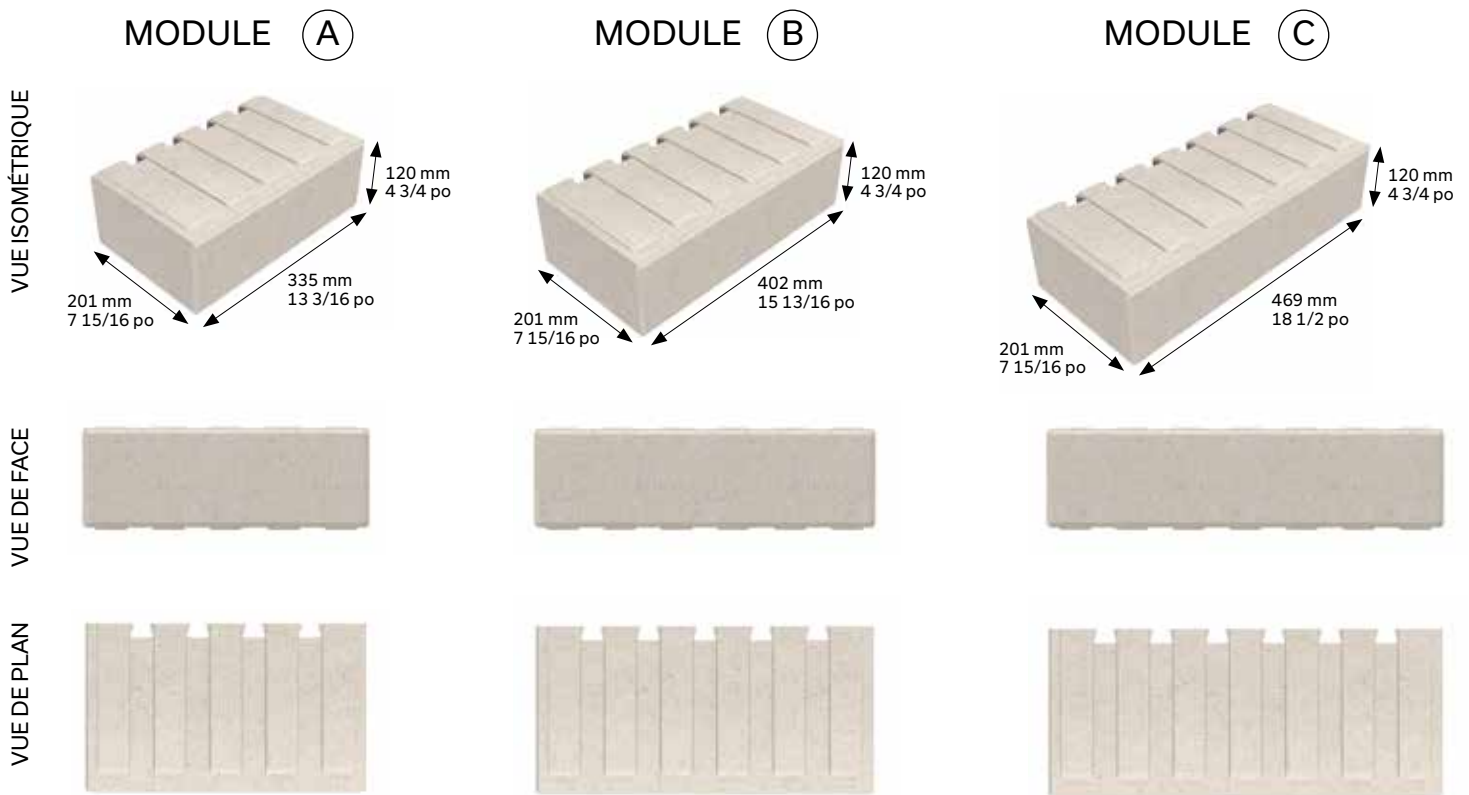 MODULE A
MODULE B
MODULE C
VUE ISOMÉTRIQUE
120 mm
4 3/4 po
335 mm
13 3/16 po
201 mm
7 15/16 po
120 mm
4 3/4 po
402 mm
15 13/16 po
201 mm
7 15/16 po
120 mm
4 3/4 po
469 mm
18 1/2 po
201 mm
7 15/16 po
VUE DE FACE
VUE DE PLAN